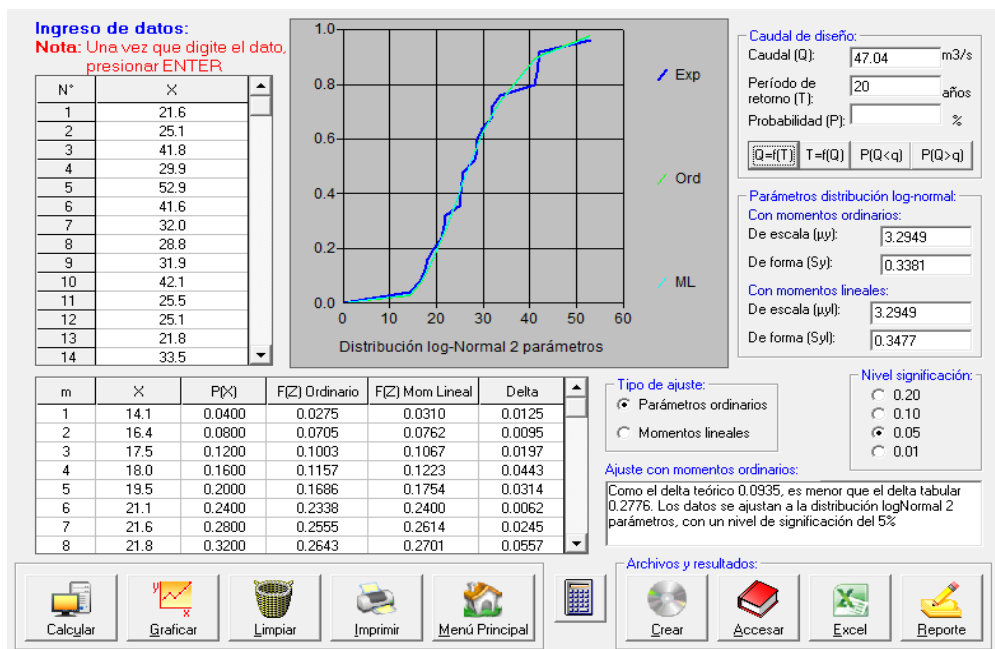 Ingreso de datos:
Nota: Una vez que digite el dato,
presionar ENTER
N° X
1 21.6
2 25.1
3 41.8
4 29.9
5 52.9
6 41.6
7 32.0
8 28.8
9 31.9
10 42.1
11 25.5
12 25.1
13 21.8
14 33.5
1.0
0.8
0.6
0.4
0.2
0.0
0 10 20 30 40 50 60
Distribución log-Normal 2 parámetros
Exp
Ord
ML
Caudal de diseño:
Caudal (Q): 47.04 m3/s
Período de
retorno (T): 20 años
Probabilidad (P): %
Q=f(T) T=f(Q) P(Q<q) P(Q>q)
Parámetros distribución log-normal:
Con momentos ordinarios:
De escala (μy): 3.2949
De forma (Sy): 0.3381
Con momentos lineales:
De escala (μyl): 3.2949
De forma (Syl): 0.3477
m X P(X) F(Z) Ordinario F(Z) Mom Lineal Delta
1 14.1 0.0400 0.0275 0.0310 0.0125
2 16.4 0.0800 0.0705 0.0762 0.0095
3 17.5 0.1200 0.1003 0.1067 0.0197
4 18.0 0.1600 0.1157 0.1223 0.0443
5 19.5 0.2000 0.1686 0.1754 0.0314
6 21.1 0.2400 0.2338 0.2400 0.0062
7 21.6 0.2800 0.2555 0.2614 0.0245
8 21.8 0.3200 0.2643 0.2701 0.0557
Tipo de ajuste:
Parámetros ordinarios
Momentos lineales
Nivel significación:
0.20
0.10
0.05
0.01
Ajuste con momentos ordinarios:
Como el delta teórico 0.0935, es menor que el delta tabular
0.2776. Los datos se ajustan a la distribución logNormal 2
parámetros, con un nivel de significación del 5%
Calcular Graficar Limpiar Imprimir Menú Principal
Archivos y resultados:
Crear Accesar Excel Reporte